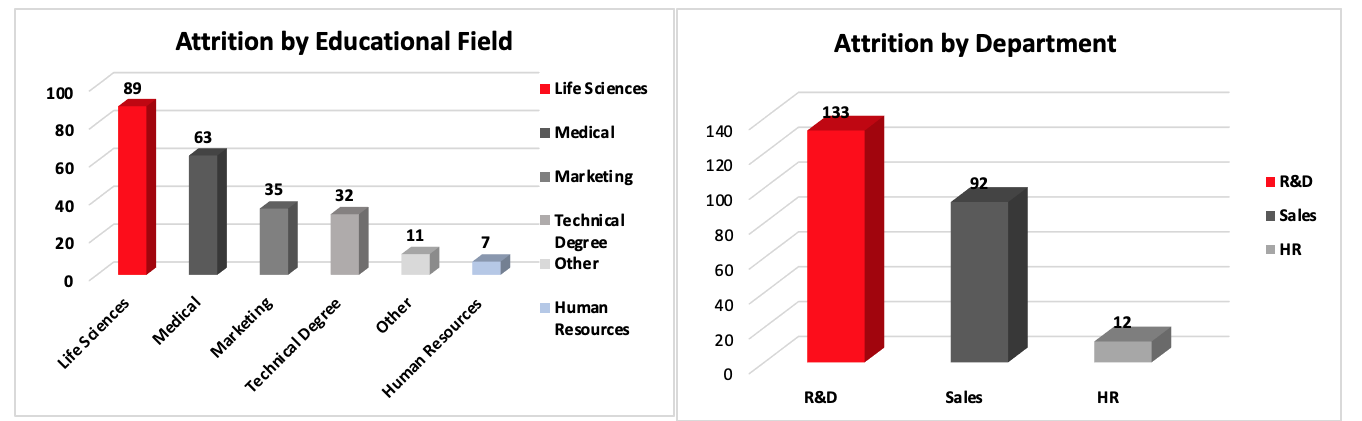 Attrition by Educational Field
100
80
60
40
20
0
89
63
35
32
11
7
Life Sciences
Medical
Marketing
Technical Degree
Other
Human Resources
Life Sciences
Medical
Marketing
Technical
Degree
Other
Human
Resources
Attrition by Department
140
120
100
80
60
40
20
0
133
92
12
R&D
Sales
HR
R&D
Sales
HR